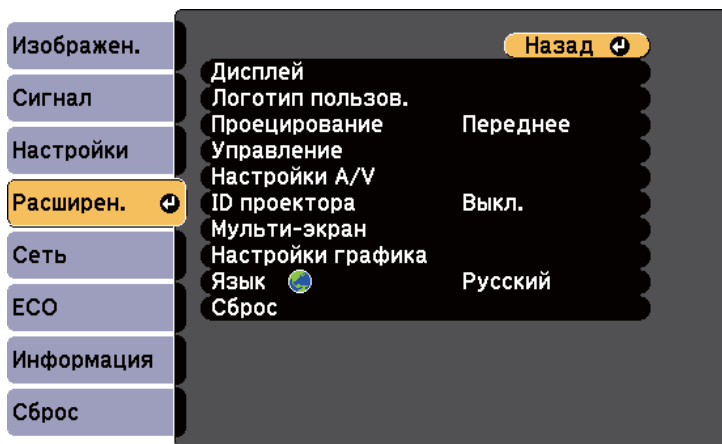 Изображен.
Сигнал
Настройки
Расширен.
Сеть
ECO
Информация
Сброс
Назад
Дисплей
Логотип пользов.
Проецирование Переднее
Управление
Настройки A/V
ID проектора Выкл.
Мульти-экран
Настройки графика
Язык Русский
Сброс